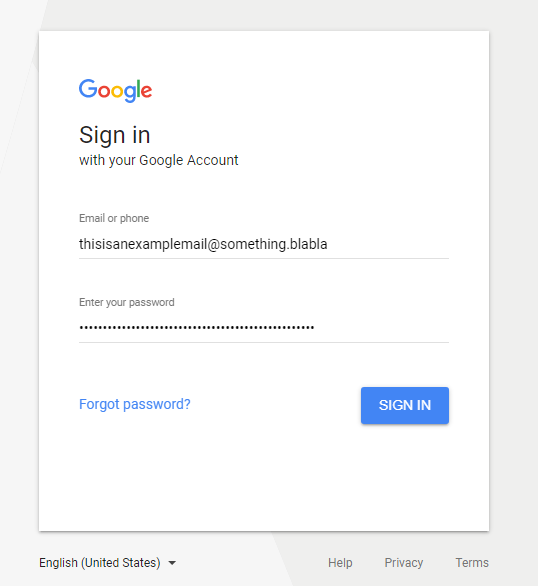 Google
Sign in
with your Google Account
Email or phone
thisisanexamplemail@something.blabla
Enter your password
••••••••••••••••••••••••••••••••••••••••••••••••••
Forgot password? SIGN IN
English (United States) Help Privacy Terms